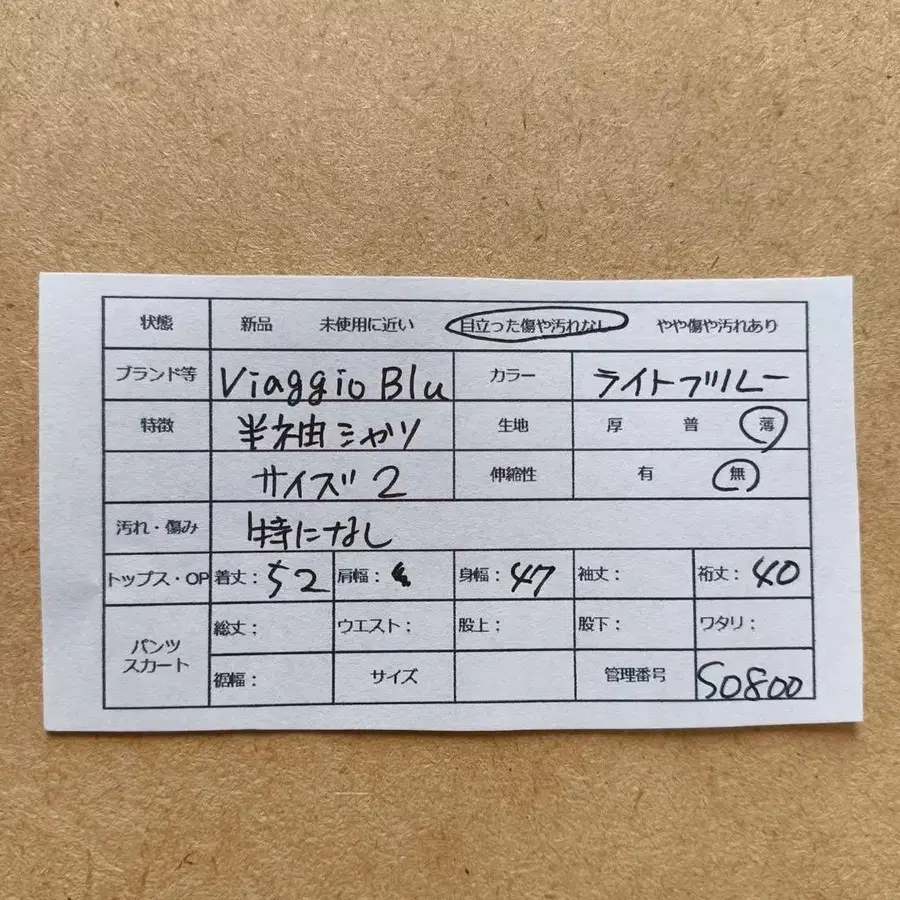 状態 新品 未使用に近い 目立った傷や汚れなし やや傷や汚れあり
ブランド等 Viaggio Blu カラー ライトブルー
特徴 半袖シャツ 生地 厚 普 薄
サイズ2 伸縮性 有 無
汚れ・傷み 特になし
トップス・OP 着丈：52 肩幅： 身幅：47 袖丈： 裄丈：40
パンツ
スカート
総丈； ウエスト： 股上； 股下： ワタリ：
裾幅： サイズ 管理番号 S0800